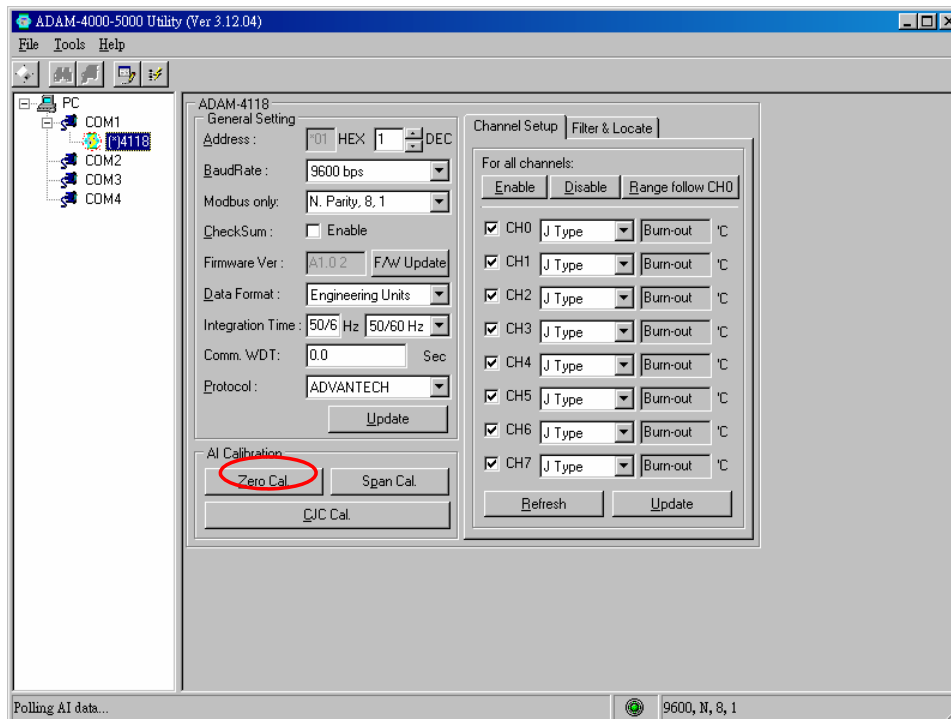 ADAM-4000-5000 Utility (Ver 3.12.04)
File Tools Help
PC
COM1
(*)4118
COM2
COM3
COM4
ADAM-4118
General Setting
Address : *01 HEX 1 DEC
BaudRate : 9600 bps
Modbus only: N. Parity, 8, 1
CheckSum : Enable
Firmware Ver : A1.0 2 F/W Update
Data Format : Engineering Units
Integration Time : 50/6 Hz 50/60 Hz
Comm. WDT: 0.0 Sec
Protocol : ADVANTECH
Update
AI Calibration
Zero Cal. Span Cal.
CJC Cal.
Channel Setup Filter & Locate
For all channels:
Enable Disable Range follow CH0
CH0 J Type Burn-out 'C
CH1 J Type Burn-out 'C
CH2 J Type Burn-out 'C
CH3 J Type Burn-out 'C
CH4 J Type Burn-out 'C
CH5 J Type Burn-out 'C
CH6 J Type Burn-out 'C
CH7 J Type Burn-out 'C
Refresh Update
Polling AI data... 9600, N, 8, 1